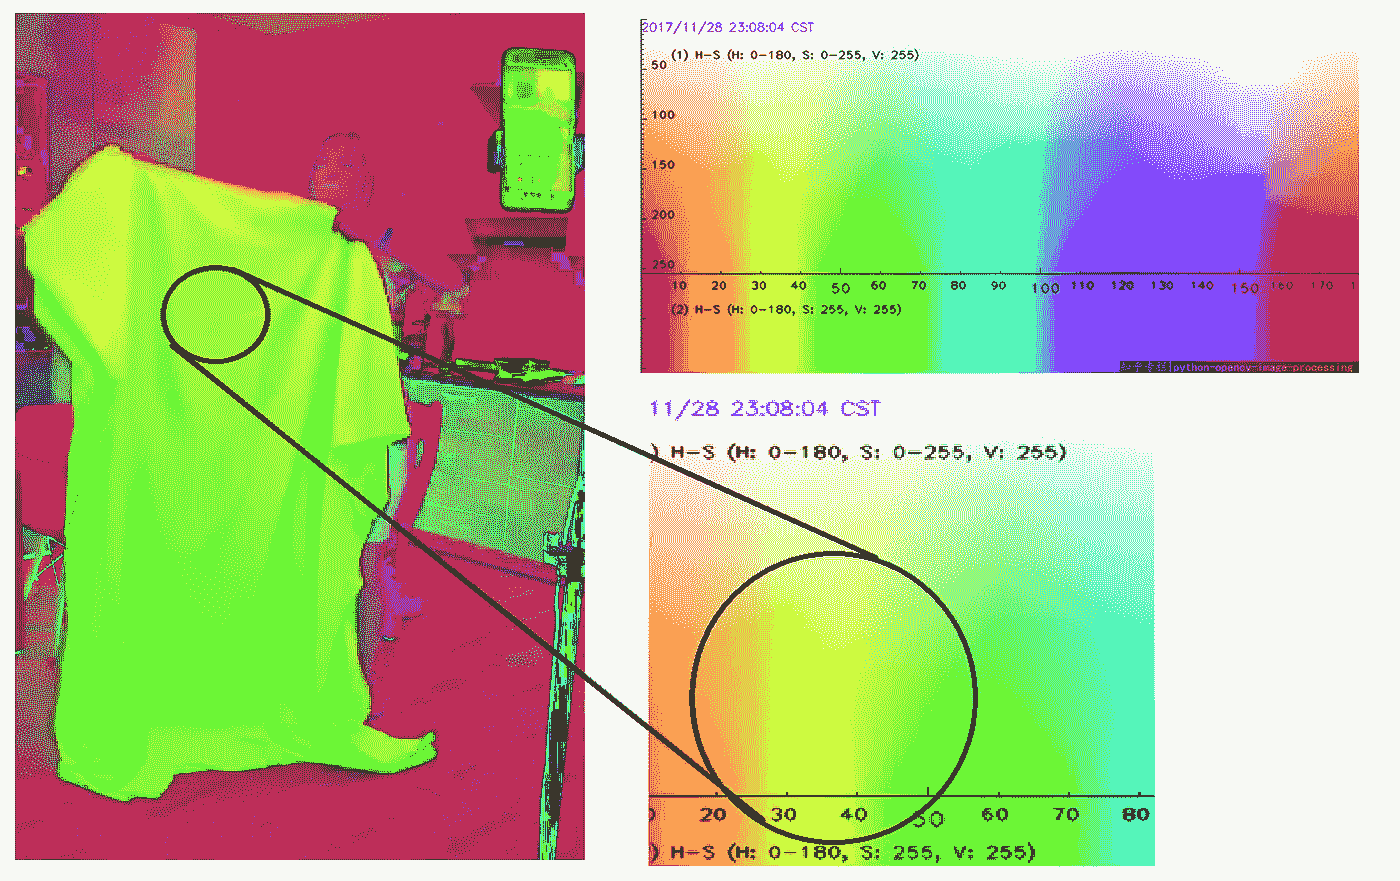 2017/11/28 23:08:04 CST
(1) H-S (H: 0-180, S: 0-255, V: 255)
50
100
150
200
250
10 20 30 40 50 60 70 80 90 100 110 120 130 140 150 160 170 1
(2) H-S (H: 0-180, S: 255, V: 255)
python-opencv-image-processing
11/28 23:08:04 CST
) H-S (H: 0-180, S: 0-255, V: 255)
0 20 30 40 50 60 70 80
) H-S (H: 0-180, S: 255, V: 255)